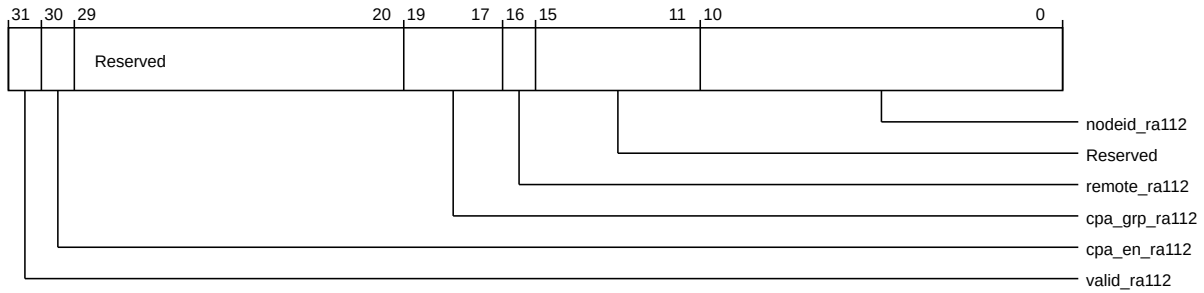 31 30 29 20 19 17 16 15 11 10 0
Reserved
nodeid_ra112
Reserved
remote_ra112
cpa_grp_ra112
cpa_en_ra112
valid_ra112